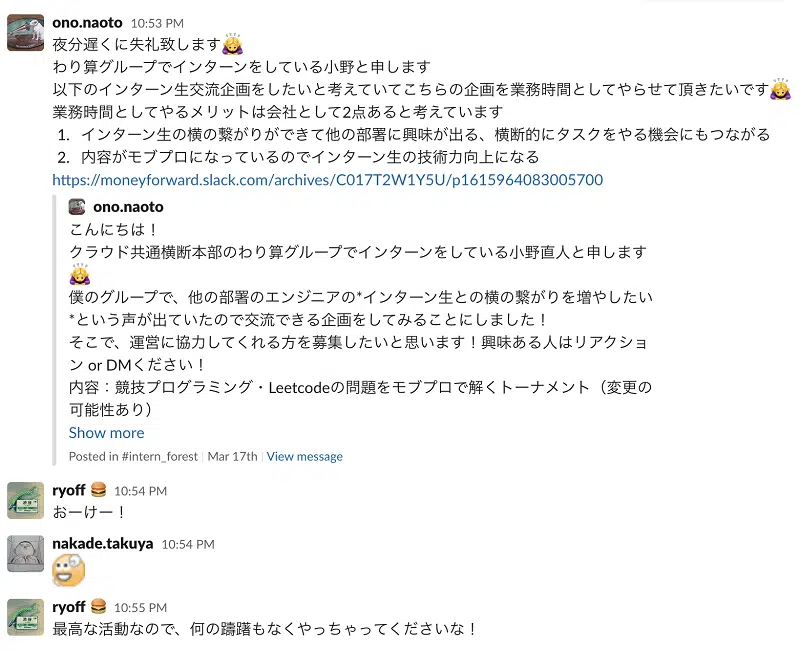 ono.naoto 10:53 PM
夜分遅くに失礼致します
わり算グループでインターンをしている小野と申します
以下のインターン生交流企画をしたいと考えていてこちらの企画を業務時間としてやらせて頂きたいです
業務時間としてやるメリットは会社として2点あると考えています
1. インターン生の横の繋がりができて他の部署に興味が出る、横断的にタスクをやる機会にもつながる
2. 内容がモブプロになっているのでインターン生の技術力向上になる
https://moneyforward.slack.com/archives/C017T2W1Y5U/p1615964083005700
ono.naoto
こんにちは！
クラウド共通横断本部のわり算グループでインターンをしている小野直人と申します
僕のグループで、他の部署のエンジニアの*インターン生との横の繋がりを増やしたい
*という声が出ていたので交流できる企画をしてみることにしました！
そこで、運営に協力してくれる方を募集したいと思います！興味ある人はリアクショ
ン or DMください！
内容：競技プログラミング・Leetcodeの問題をモブプロで解くトーナメント（変更の
可能性あり）
Show more
Posted in #intern_forest | Mar 17th | View message
ryoff 10:54 PM
おーけー！
nakade.takuya 10:54 PM
ryoff 10:55 PM
最高な活動なので、何の躊躇もなくやっちゃってくださいな！